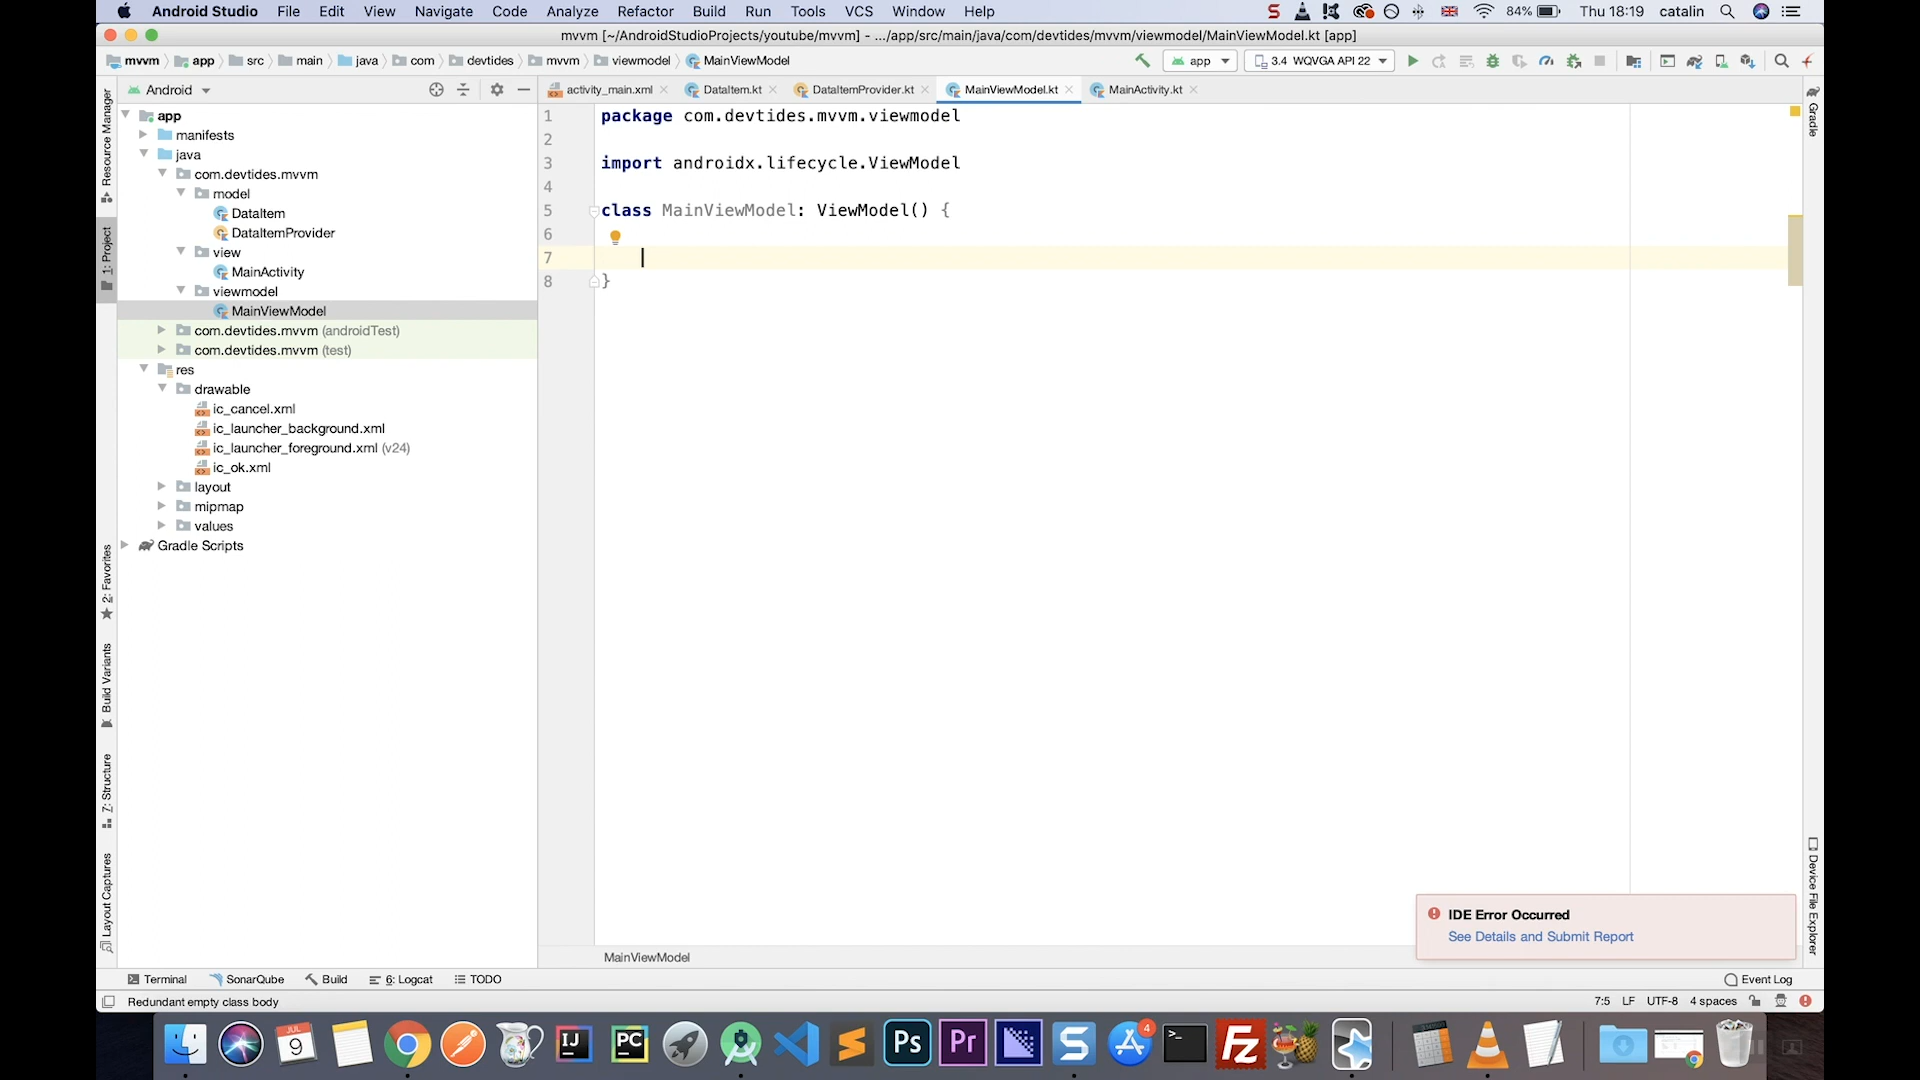 Android Studio File Edit View Navigate Code Analyze Refactor Build Run Tools VCS Window Help 84% Thu 18:19 catalin
mvvm [~/AndroidStudioProjects/youtube/mvvm] - .../app/src/main/java/com/devtides/mvvm/viewmodel/MainViewModel.kt [app]
mvvm app src main java com devtides mvvm viewmodel MainViewModel app 3.4 WQVGA API 22
Android activity_main.xml DataItem.kt DataItemProvider.kt MainViewModel.kt MainActivity.kt
Resource Manager
1: Project
2: Favorites
Build Variants
7: Structure
Layout Captures
app
manifests
java
com.devtides.mvvm
model
DataItem
DataItemProvider
view
MainActivity
viewmodel
MainViewModel
com.devtides.mvvm (androidTest)
com.devtides.mvvm (test)
res
drawable
ic_cancel.xml
ic_launcher_background.xml
ic_launcher_foreground.xml (v24)
ic_ok.xml
layout
mipmap
values
Gradle Scripts
1 package com.devtides.mvvm.viewmodel
2
3 import androidx.lifecycle.ViewModel
4
5 class MainViewModel: ViewModel() {
6
7
8 }
Gradle
Device File Explorer
IDE Error Occurred
See Details and Submit Report
MainViewModel
Terminal SonarQube Build 6: Logcat TODO Event Log
Redundant empty class body 7:5 LF UTF-8 4 spaces
JUL
9
IJ
PC
Ps
Pr
S
4
Fz